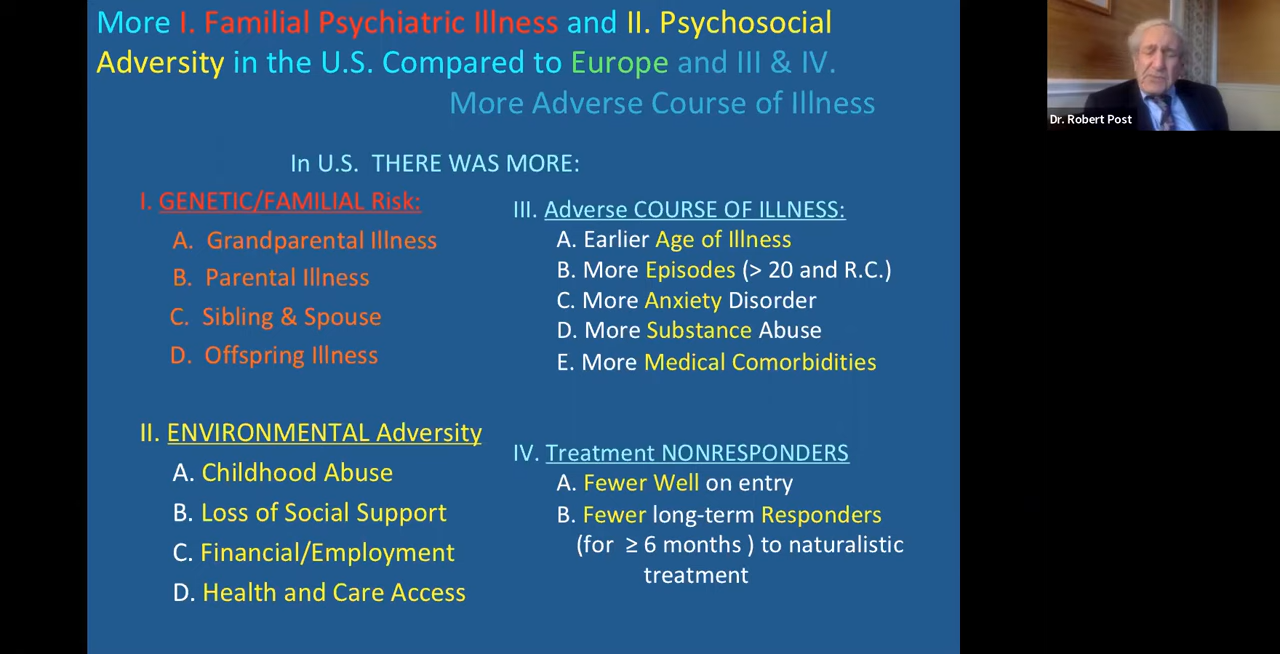 More I. Familial Psychiatric Illness and II. Psychosocial
Adversity in the U.S. Compared to Europe and III & IV.
More Adverse Course of Illness
In U.S. THERE WAS MORE:
I. GENETIC/FAMILIAL Risk:
A. Grandparental Illness
B. Parental Illness
C. Sibling & Spouse
D. Offspring Illness
II. ENVIRONMENTAL Adversity
A. Childhood Abuse
B. Loss of Social Support
C. Financial/Employment
D. Health and Care Access
III. Adverse COURSE OF ILLNESS:
A. Earlier Age of Illness
B. More Episodes (> 20 and R.C.)
C. More Anxiety Disorder
D. More Substance Abuse
E. More Medical Comorbidities
IV. Treatment NONRESPONDERS
A. Fewer Well on entry
B. Fewer long-term Responders
(for ≥ 6 months ) to naturalistic
treatment
Dr. Robert Post